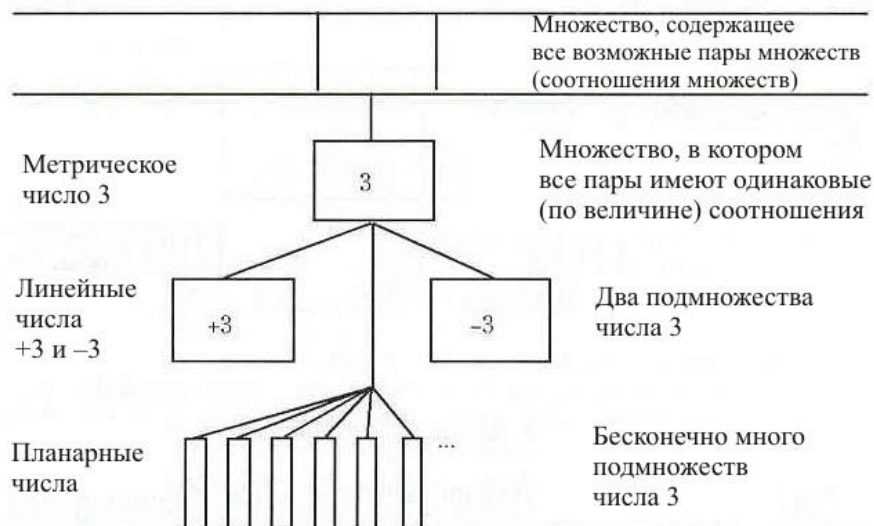 Множество, содержащее
все возможные пары множеств
(соотношения множеств)
Метрическое
число 3
3
Множество, в котором
все пары имеют одинаковые
(по величине) соотношения
Линейные
числа
+3 и –3
+3
–3
Два подмножества
числа 3
Планарные
числа
...
Бесконечно много
подмножеств
числа 3